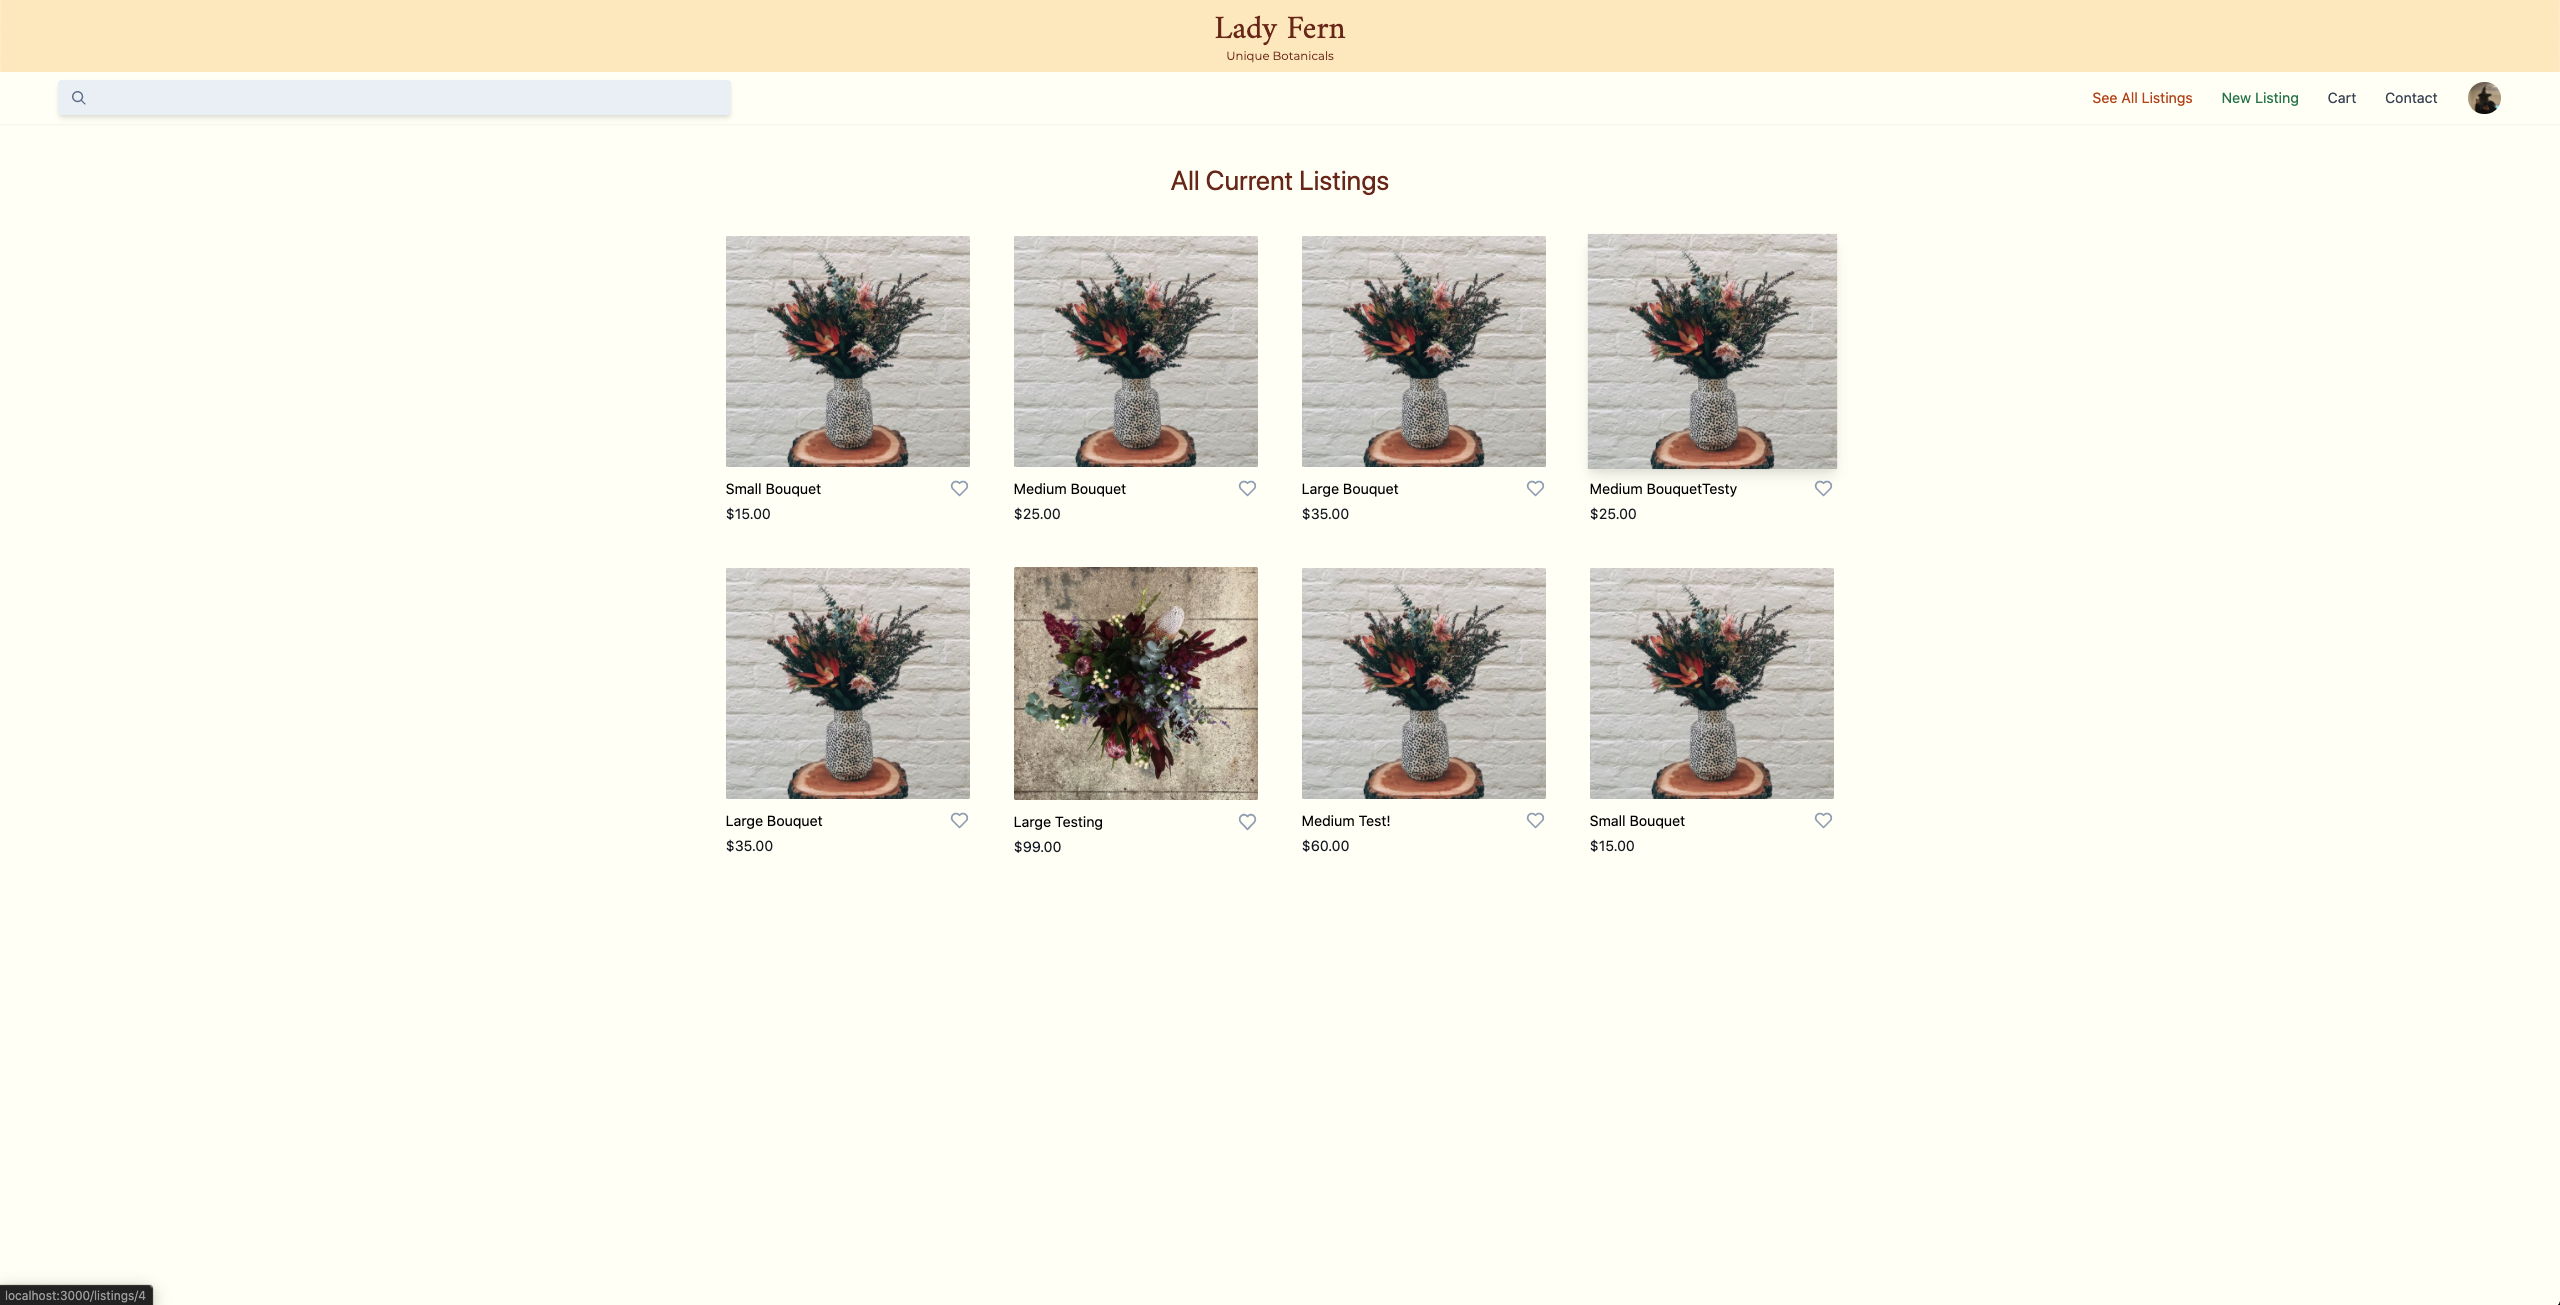 Lady Fern
Unique Botanicals
See All Listings New Listing Cart Contact
All Current Listings
Small Bouquet
$15.00
Medium Bouquet
$25.00
Large Bouquet
$35.00
Medium BouquetTesty
$25.00
Large Bouquet
$35.00
Large Testing
$99.00
Medium Test!
$60.00
Small Bouquet
$15.00
localhost:3000/listings/4